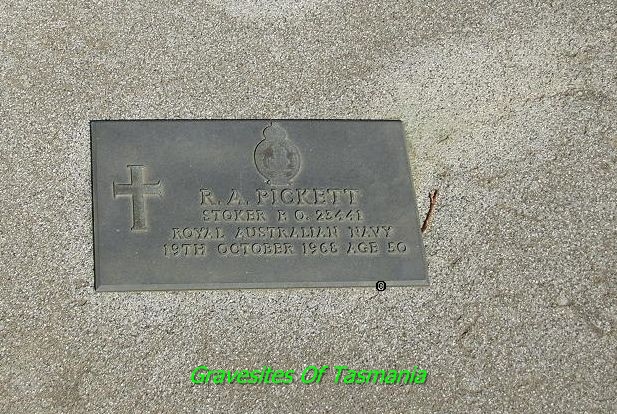 R. A. PICKETT
STOKER P. O. 23441
ROYAL AUSTRALIAN NAVY
19TH OCTOBER 1968 AGE 50
Gravesites Of Tasmania